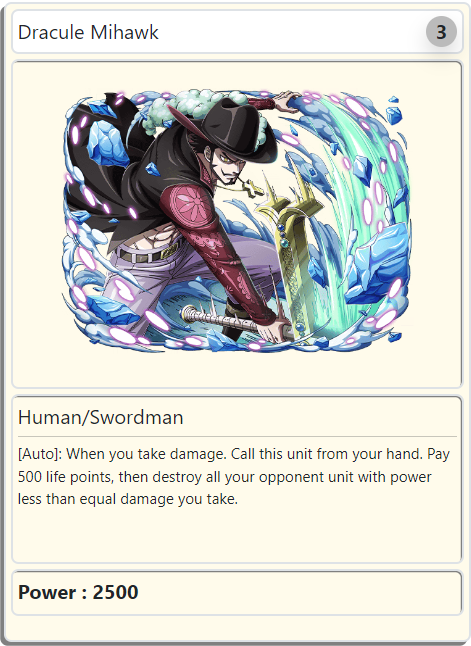 Dracule Mihawk
3
Human/Swordman
[Auto]: When you take damage. Call this unit from your hand. Pay
500 life points, then destroy all your opponent unit with power
less than equal damage you take.
Power : 2500